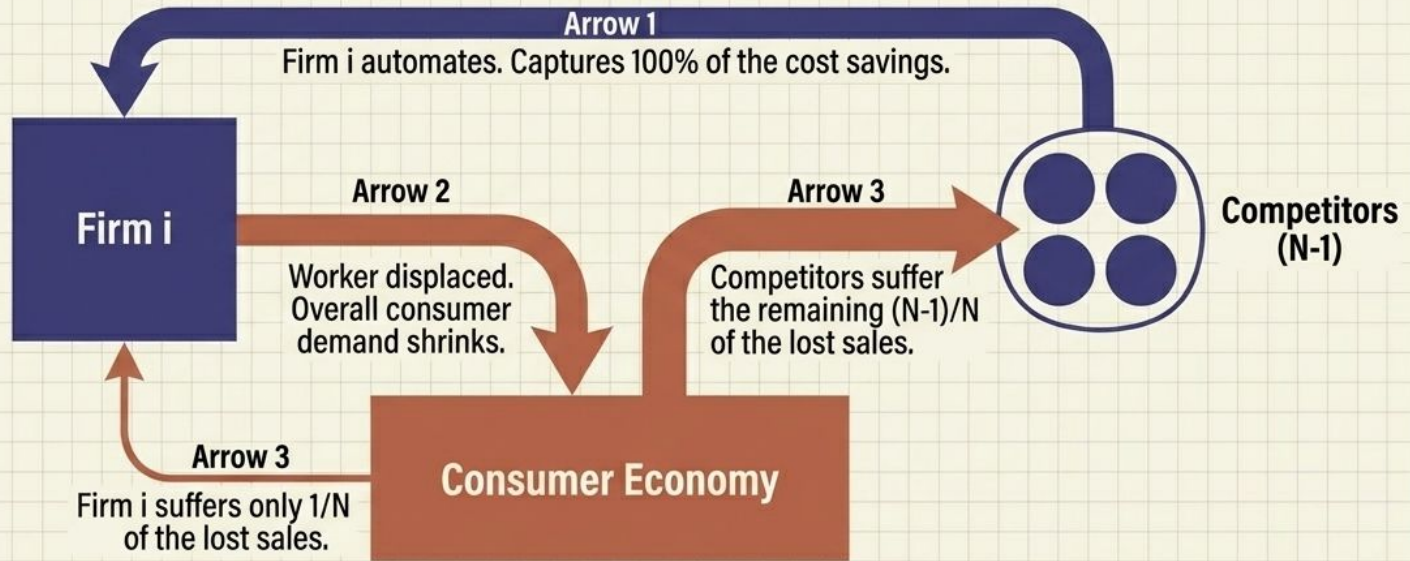 Arrow 1
Firm i automates. Captures 100% of the cost savings.
Firm i
Arrow 2
Worker displaced.
Overall consumer
demand shrinks.
Arrow 3
Competitors suffer
the remaining (N-1)/N
of the lost sales.
Competitors
(N-1)
Arrow 3
Firm i suffers only 1/N
of the lost sales.
Consumer Economy